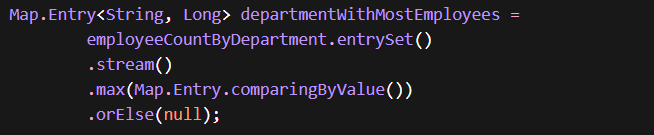 Map.Entry<String, Long> departmentWithMostEmployees =
        employeeCountByDepartment.entrySet()
        .stream()
        .max(Map.Entry.comparingByValue())
        .orElse(null);